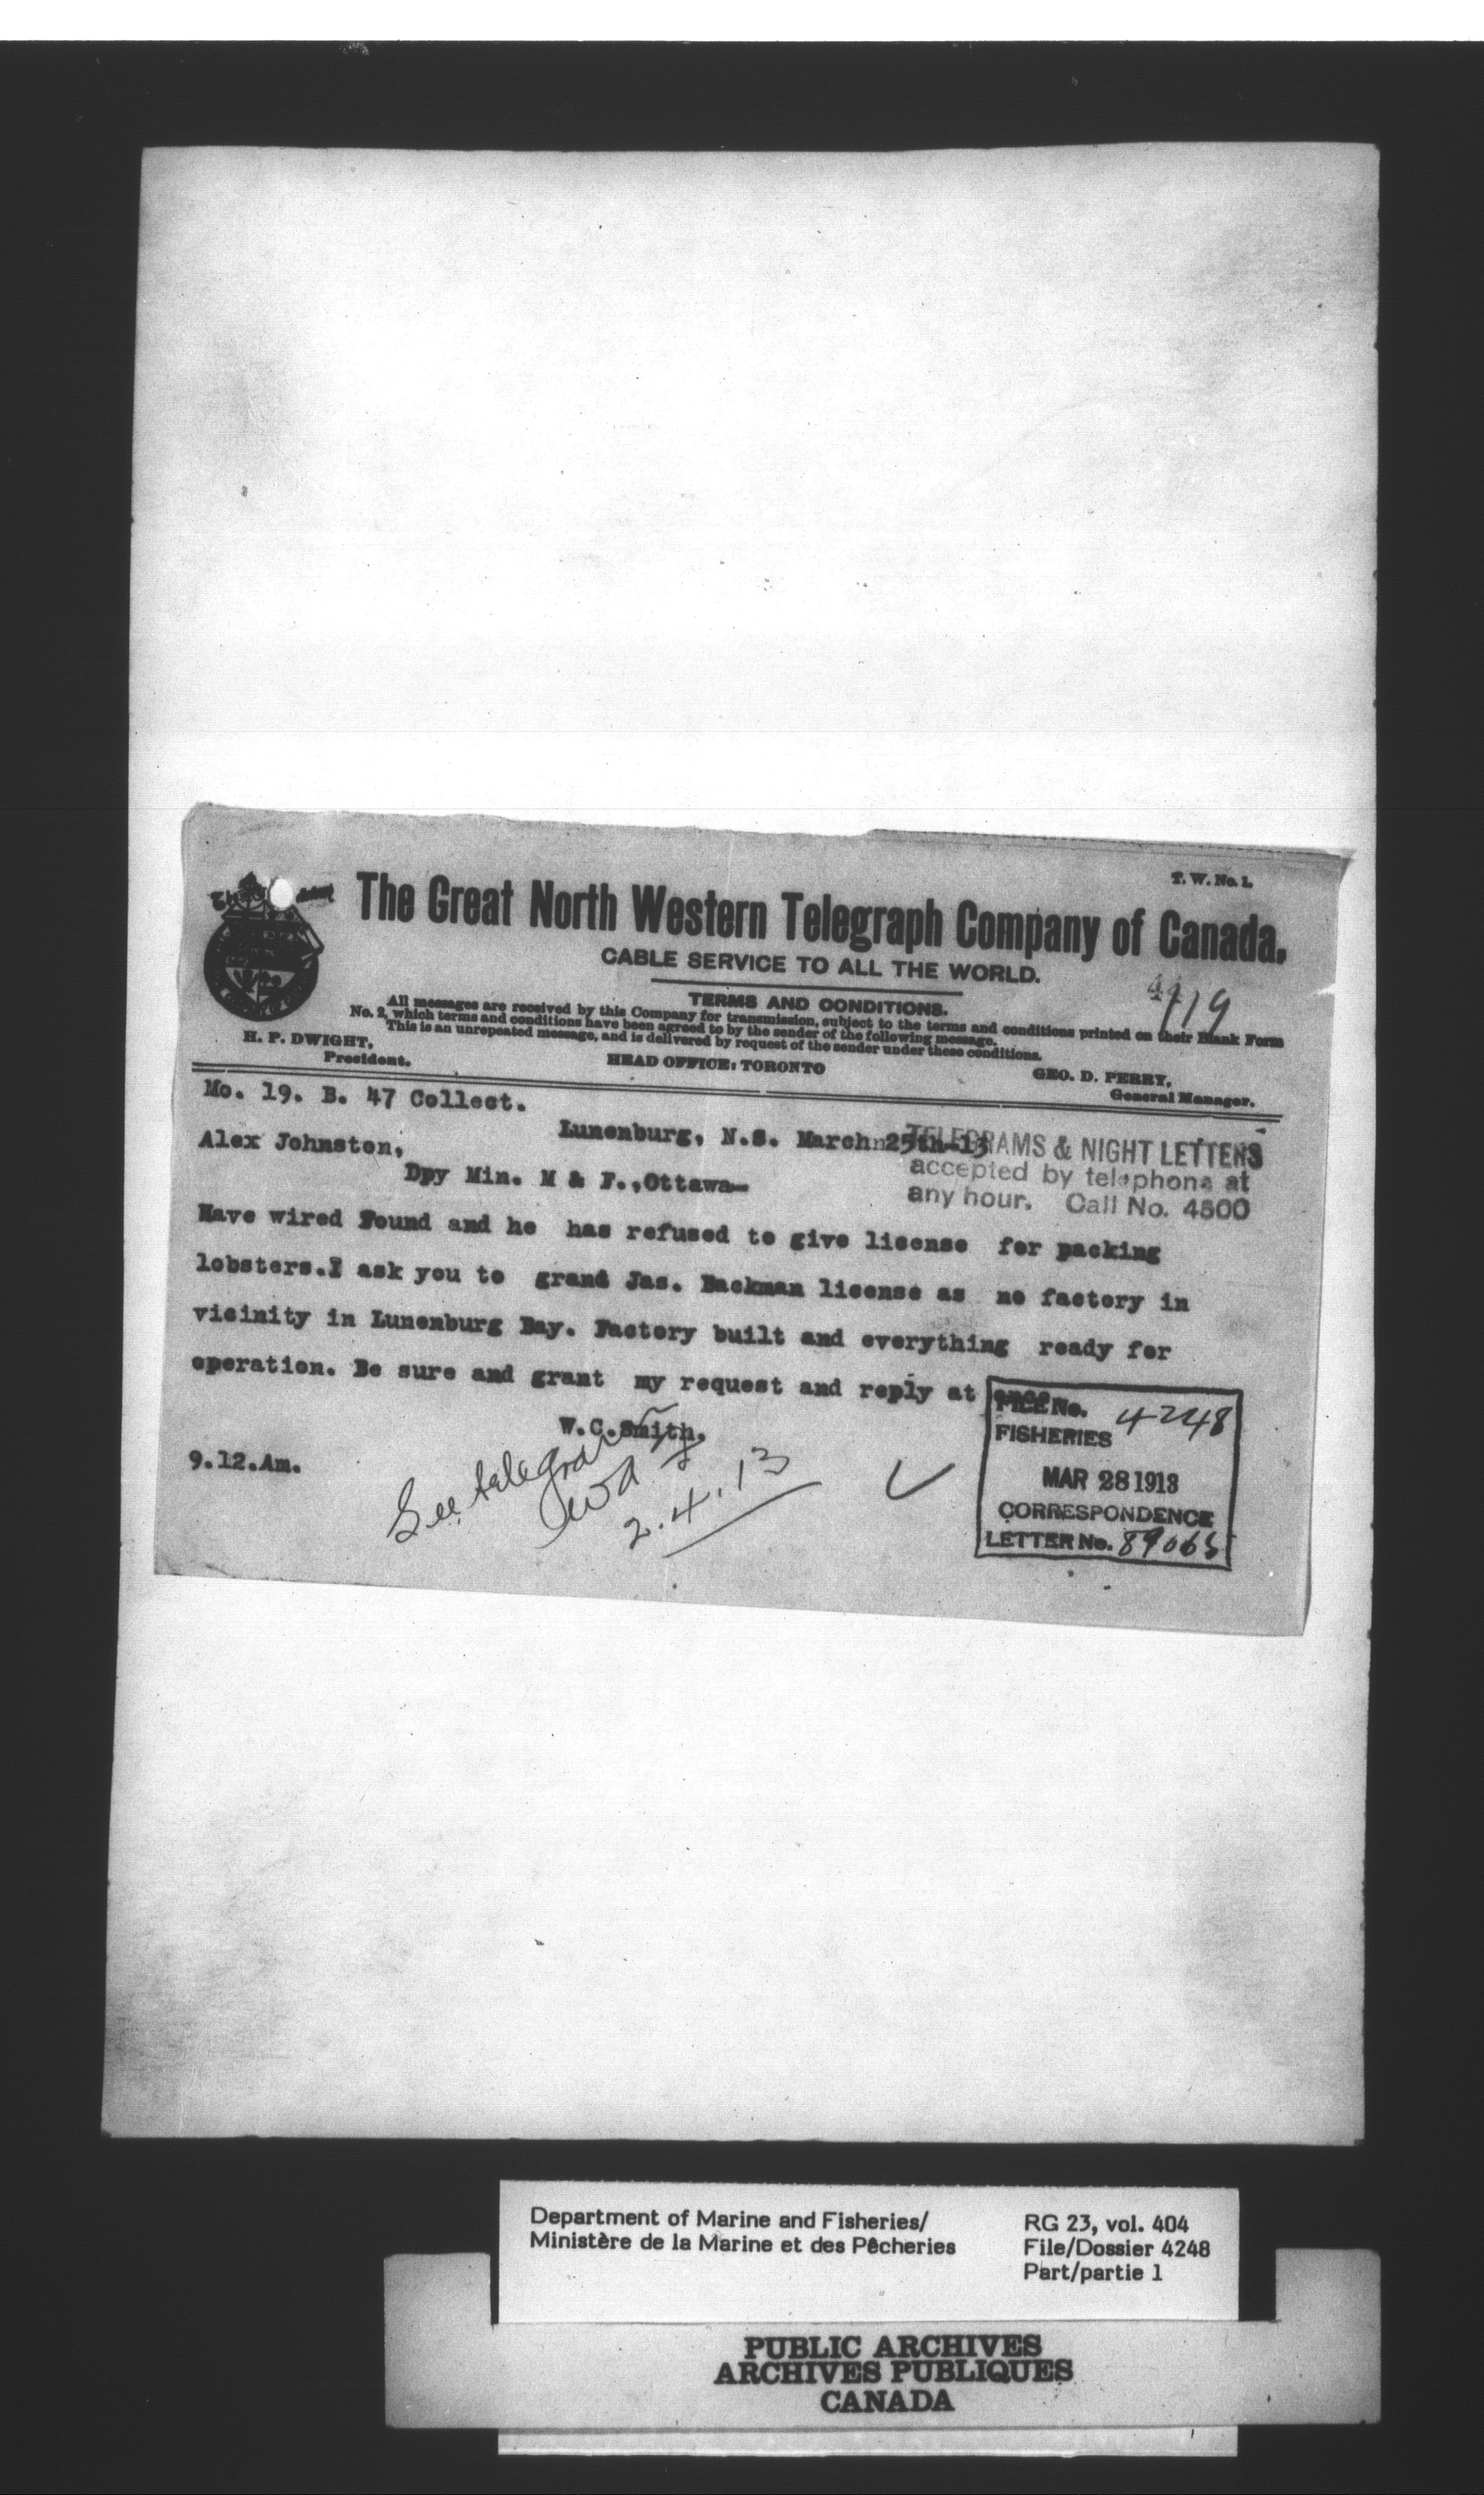 T. W. No. 1.
The Great North Western Telegraph Company of Canada.
CABLE SERVICE TO ALL THE WORLD.
TERMS AND CONDITIONS.
All messages are received by this Company for transmission, subject to the terms and conditions printed on their Blank Form
No. 2, which terms and conditions have been agreed to by the sender of the following message.
This is an unrepeated message, and is delivered by request of the sender under these conditions.
H. P. DWIGHT,
President.
HEAD OFFICE: TORONTO
GEO. D. PERRY,
General Manager.
Mo. 19. B. 47 Collect.
Lunenburg, N.S. March 25th-13
TELEGRAMS & NIGHT LETTERS
accepted by telephone at
any hour. Call No. 4500
Alex Johnston,
Dpy Min. M & F.,Ottawa-
Have wired Found and he has refused to give license for packing
lobsters.I ask you to grand Jas. Backman license as no factory in
vicinity in Lunenburg Bay. Factory built and everything ready for
operation. Be sure and grant my request and reply at once
W.C.Smith.
9.12.Am.
See telegram
2.4.13
FILE No. 4248
FISHERIES
MAR 28 1913
CORRESPONDENCE
LETTER No.
Department of Marine and Fisheries/
Ministère de la Marine et des Pêcheries
RG 23, vol. 404
File/Dossier 4248
Part/partie 1
PUBLIC ARCHIVES
ARCHIVES PUBLIQUES
CANADA